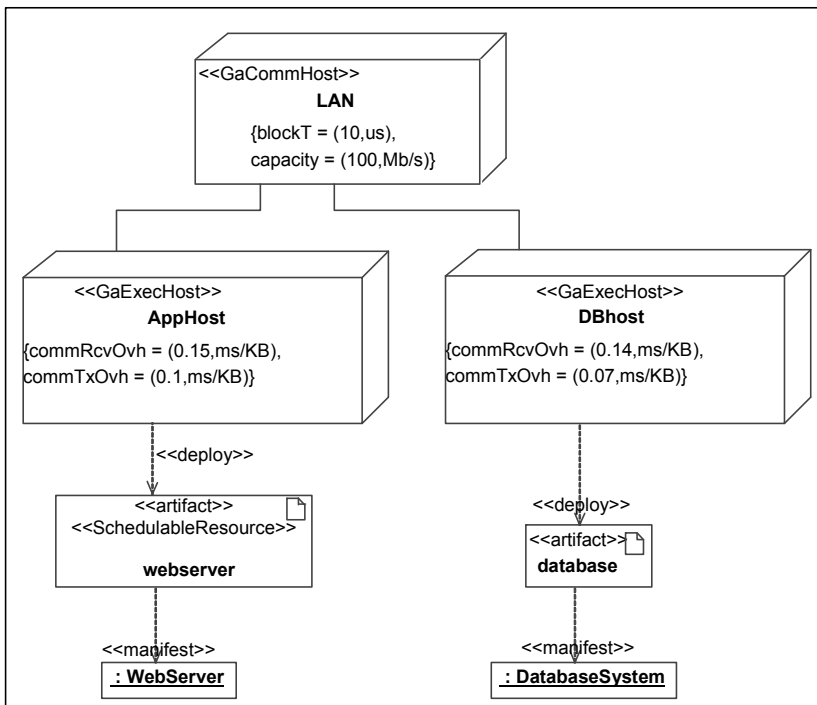 <<GaCommHost>>
LAN
{blockT = (10,us),
capacity = (100,Mb/s)}
<<GaExecHost>>
AppHost
{commRcvOvh = (0.15,ms/KB),
commTxOvh = (0.1,ms/KB)}
<<GaExecHost>>
DBhost
{commRcvOvh = (0.14,ms/KB),
commTxOvh = (0.07,ms/KB)}
<<deploy>>
<<artifact>>
<<SchedulableResource>>
webserver
<<manifest>>
: WebServer
<<deploy>>
<<artifact>>
database
<<manifest>>
: DatabaseSystem